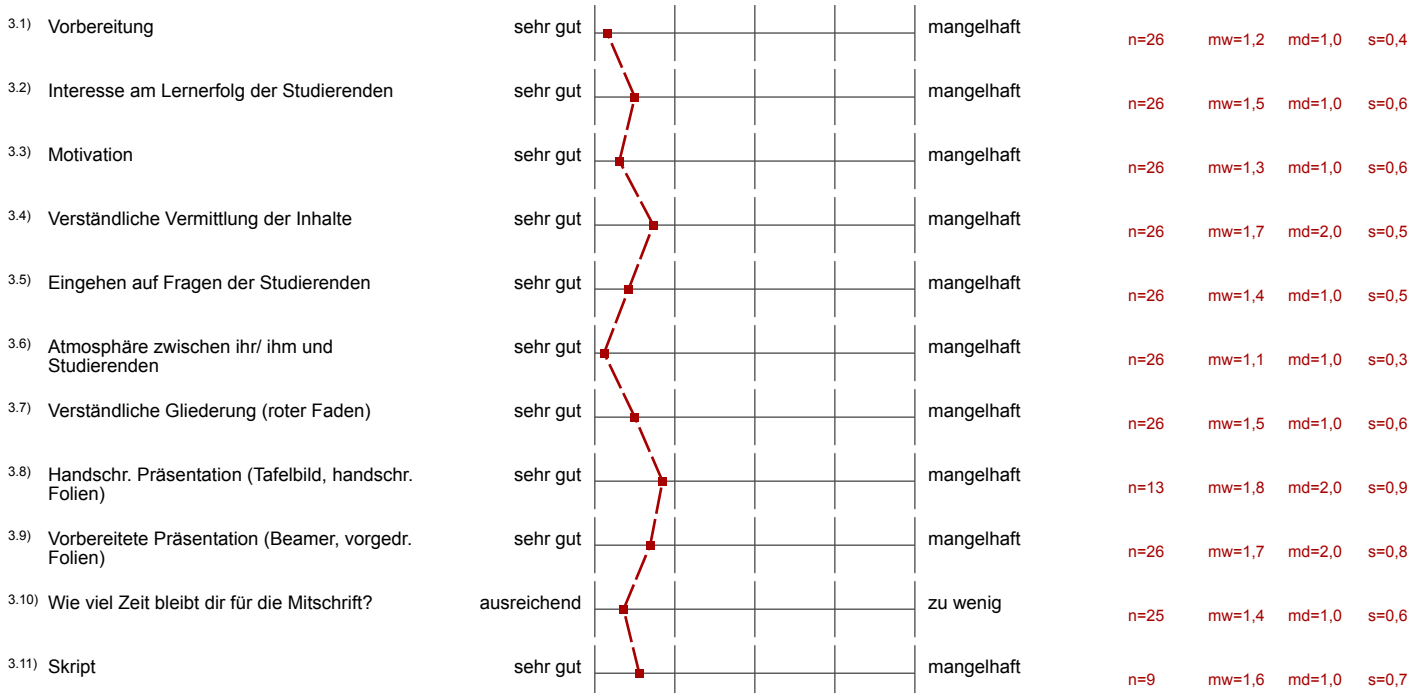 3.1) Vorbereitung sehr gut mangelhaft n=26 mw=1,2 md=1,0 s=0,4
3.2) Interesse am Lernerfolg der Studierenden sehr gut mangelhaft n=26 mw=1,5 md=1,0 s=0,6
3.3) Motivation sehr gut mangelhaft n=26 mw=1,3 md=1,0 s=0,6
3.4) Verständliche Vermittlung der Inhalte sehr gut mangelhaft n=26 mw=1,7 md=2,0 s=0,5
3.5) Eingehen auf Fragen der Studierenden sehr gut mangelhaft n=26 mw=1,4 md=1,0 s=0,5
3.6) Atmosphäre zwischen ihr/ ihm und sehr gut mangelhaft n=26 mw=1,1 md=1,0 s=0,3
Studierenden
3.7) Verständliche Gliederung (roter Faden) sehr gut mangelhaft n=26 mw=1,5 md=1,0 s=0,6
3.8) Handschr. Präsentation (Tafelbild, handschr. sehr gut mangelhaft n=13 mw=1,8 md=2,0 s=0,9
Folien)
3.9) Vorbereitete Präsentation (Beamer, vorgedr. sehr gut mangelhaft n=26 mw=1,7 md=2,0 s=0,8
Folien)
3.10) Wie viel Zeit bleibt dir für die Mitschrift? ausreichend zu wenig n=25 mw=1,4 md=1,0 s=0,6
3.11) Skript sehr gut mangelhaft n=9 mw=1,6 md=1,0 s=0,7